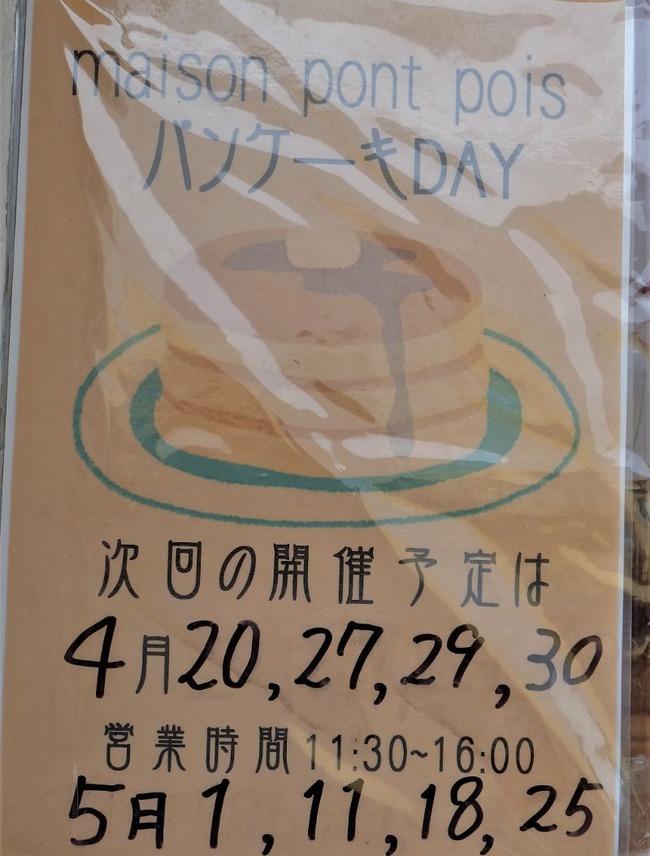 maison pont pois
パンケーキDAY
次回の開催予定は
4月20,27,29,30
営業時間11:30~16:00
5月1,11,18,25